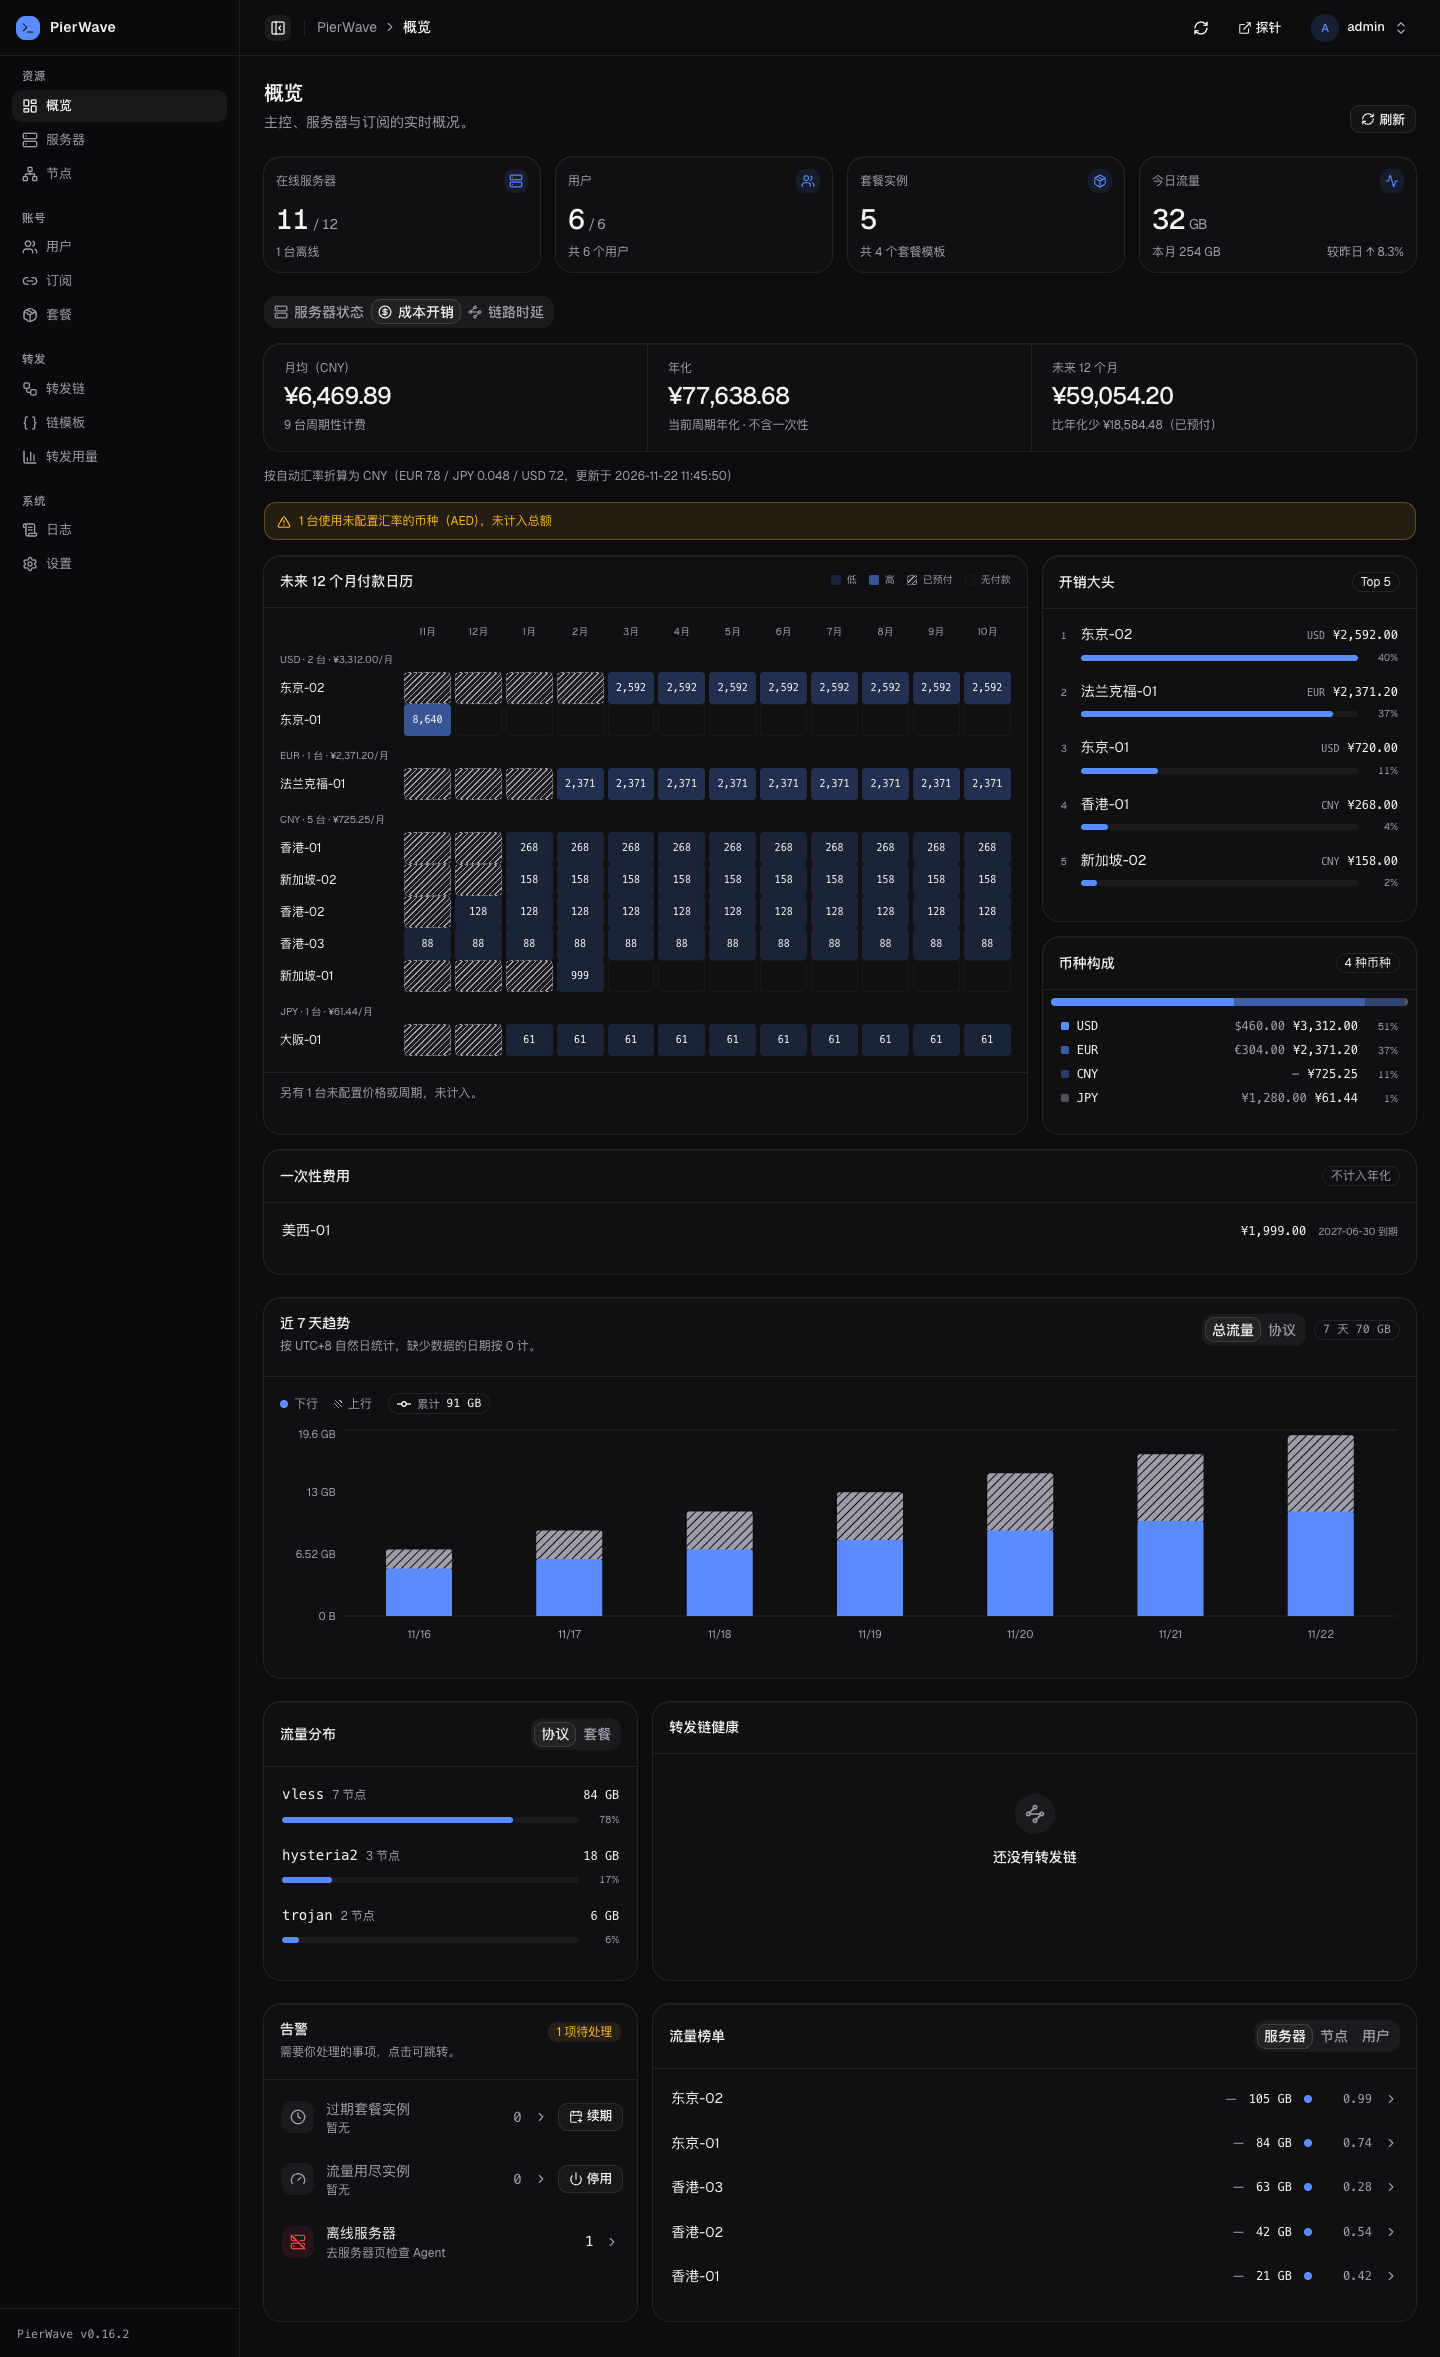 PierWave
PierWave > 概览
探针
A admin
资源
概览
服务器
节点
账号
用户
订阅
套餐
转发
转发链
链模板
转发用量
系统
日志
设置
PierWave v0.16.2
概览
主控、服务器与订阅的实时概况。
刷新
在线服务器
11 / 12
1 台离线
用户
6 / 6
共 6 个用户
套餐实例
5
共 4 个套餐模板
今日流量
32 GB
本月 254 GB 较昨日 ↑ 8.3%
服务器状态 成本开销 链路时延
月均（CNY）
¥6,469.89
9 台周期性计费
年化
¥77,638.68
当前周期年化 · 不含一次性
未来 12 个月
¥59,054.20
比年化少 ¥18,584.48（已预付）
按自动汇率折算为 CNY（EUR 7.8 / JPY 0.048 / USD 7.2，更新于 2026-11-22 11:45:50）
1 台使用未配置汇率的币种（AED），未计入总额
未来 12 个月付款日历 低 高 已预付 无付款
11月 12月 1月 2月 3月 4月 5月 6月 7月 8月 9月 10月
USD · 2 台 · ¥3,312.00/月
东京-02 2,592 2,592 2,592 2,592 2,592 2,592 2,592 2,592
东京-01 8,640
EUR · 1 台 · ¥2,371.20/月
法兰克福-01 2,371 2,371 2,371 2,371 2,371 2,371 2,371 2,371 2,371
CNY · 5 台 · ¥725.25/月
香港-01 268 268 268 268 268 268 268 268 268 268
新加坡-02 158 158 158 158 158 158 158 158 158 158
香港-02 128 128 128 128 128 128 128 128 128 128 128
香港-03 88 88 88 88 88 88 88 88 88 88 88 88
新加坡-01 999
JPY · 1 台 · ¥61.44/月
大阪-01 61 61 61 61 61 61 61 61 61 61
另有 1 台未配置价格或周期，未计入。
开销大头 Top 5
1 东京-02 USD ¥2,592.00
40%
2 法兰克福-01 EUR ¥2,371.20
37%
3 东京-01 USD ¥720.00
11%
4 香港-01 CNY ¥268.00
4%
5 新加坡-02 CNY ¥158.00
2%
币种构成 4 种币种
USD $460.00 ¥3,312.00 51%
EUR €304.00 ¥2,371.20 37%
CNY — ¥725.25 11%
JPY ¥1,280.00 ¥61.44 1%
一次性费用 不计入年化
美西-01 ¥1,999.00 2027-06-30 到期
近 7 天趋势
按 UTC+8 自然日统计，缺少数据的日期按 0 计。
总流量 协议 7 天 70 GB
下行 上行 累计 91 GB
19.6 GB
13 GB
6.52 GB
0 B
11/16 11/17 11/18 11/19 11/20 11/21 11/22
流量分布 协议 套餐
vless 7 节点 84 GB
78%
hysteria2 3 节点 18 GB
17%
trojan 2 节点 6 GB
6%
转发链健康
还没有转发链
告警 1 项待处理
需要你处理的事项，点击可跳转。
过期套餐实例
暂无
0 续期
流量用尽实例
暂无
0 停用
离线服务器
去服务器页检查 Agent
1
流量榜单 服务器 节点 用户
东京-02 — 105 GB 0.99
东京-01 — 84 GB 0.74
香港-03 — 63 GB 0.28
香港-02 — 42 GB 0.54
香港-01 — 21 GB 0.42